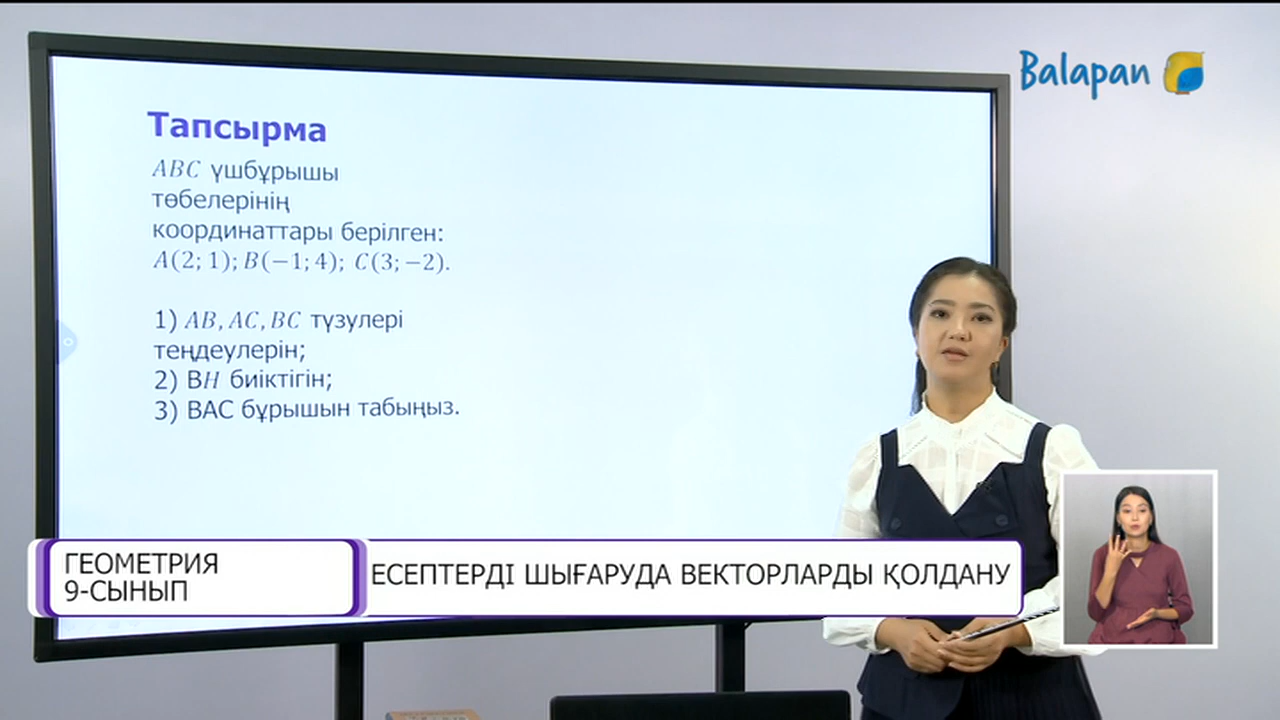 Balapan
Тапсырма
ABC үшбұрышы
төбелерінің
координаттары берілген:
A(2; 1); B(−1; 4); C(3; −2).
1) AB, AC, BC түзулері
теңдеулерін;
2) BH биіктігін;
3) BAC бұрышын табыңыз.
ГЕОМЕТРИЯ
9-СЫНЫП
ЕСЕПТЕРДІ ШЫҒАРУДА ВЕКТОРЛАРДЫ ҚОЛДАНУ